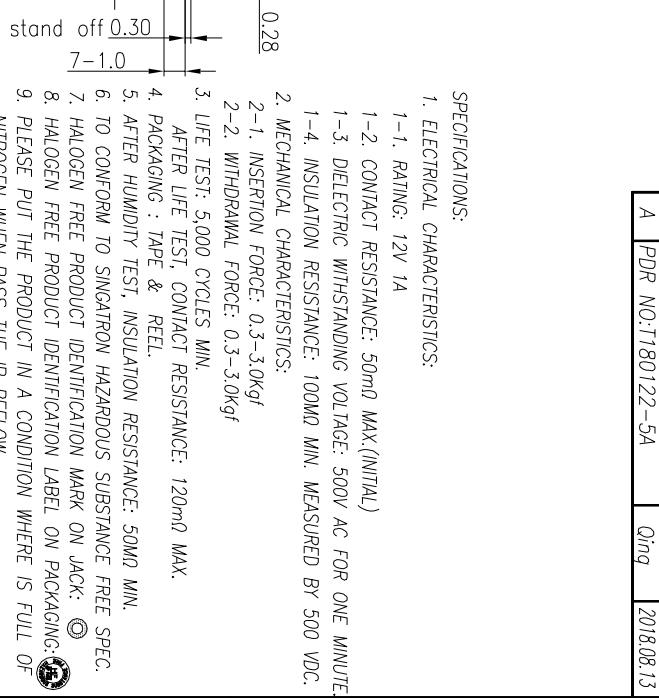 A PDR NO:T180122-5A Qing 2018.08.13
stand off 0.30
0.28
7-1.0
SPECIFICATIONS:
1. ELECTRICAL CHARACTERISTICS:
1-1. RATING: 12V 1A
1-2. CONTACT RESISTANCE: 50mΩ MAX.(INITIAL)
1-3. DIELECTRIC WITHSTANDING VOLTAGE: 500V AC FOR ONE MINUTE.
1-4. INSULATION RESISTANCE: 100MΩ MIN. MEASURED BY 500 VDC.
2. MECHANICAL CHARACTERISTICS:
2-1. INSERTION FORCE: 0.3-3.0Kgf
2-2. WITHDRAWAL FORCE: 0.3-3.0Kgf
3. LIFE TEST: 5,000 CYCLES MIN.
AFTER LIFE TEST, CONTACT RESISTANCE: 120mΩ MAX.
4. PACKAGING : TAPE & REEL.
5. AFTER HUMIDITY TEST, INSULATION RESISTANCE: 50MΩ MIN.
6. TO CONFORM TO SINGATRON HAZARDOUS SUBSTANCE FREE SPEC.
7. HALOGEN FREE PRODUCT IDENTIFICATION MARK ON JACK:
8. HALOGEN FREE PRODUCT IDENTIFICATION LABEL ON PACKAGING:
9. PLEASE PUT THE PRODUCT IN A CONDITION WHERE IS FULL OF
NITROGEN WHEN PASS THE IR REFLOW